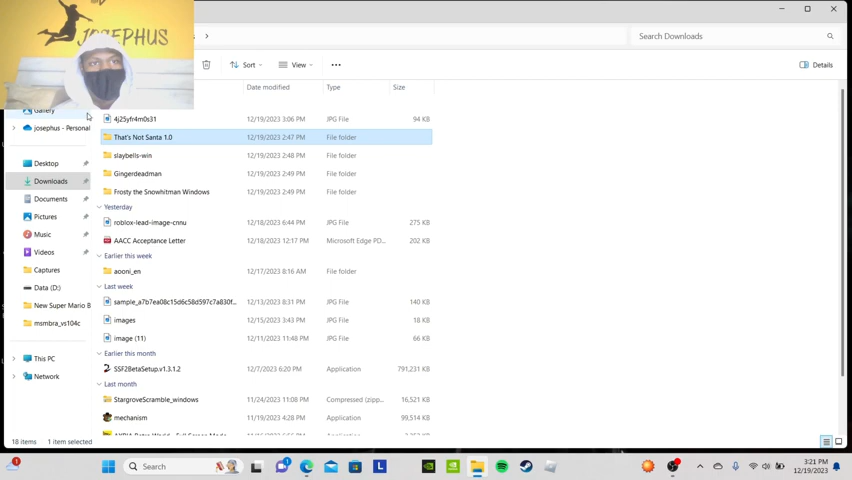 JOSEPHUS
Search Downloads
Sort
View
Details
Date modified
Type
Size
Gallery
4j25yfr4m0s31
12/19/2023 3:06 PM
JPG File
94 KB
josephus - Personal
That's Not Santa 1.0
12/19/2023 2:47 PM
File folder
slaybells-win
12/19/2023 2:48 PM
File folder
Desktop
Gingerdeadman
12/19/2023 2:49 PM
File folder
Downloads
Frosty the Snowhitman Windows
12/19/2023 2:49 PM
File folder
Documents
Yesterday
Pictures
roblox-lead-image-cnnu
12/18/2023 6:44 PM
JPG File
275 KB
Music
AACC Acceptance Letter
12/18/2023 12:17 PM
Microsoft Edge PD...
202 KB
Videos
Earlier this week
Captures
aooni_en
12/17/2023 8:16 AM
File folder
Data (D:)
Last week
New Super Mario B
sample_a7b7ea08c15d6c58d597c7a830f...
12/13/2023 8:31 PM
JPG File
140 KB
msmbra_vs104c
images
12/15/2023 3:43 PM
JPG File
18 KB
image (11)
12/11/2023 11:48 PM
JPG File
66 KB
This PC
Earlier this month
Network
SSF2BetaSetup.v1.3.1.2
12/7/2023 6:20 PM
Application
791,231 KB
Last month
StargroveScramble_windows
11/24/2023 11:08 PM
Compressed (zipp...
16,521 KB
mechanism
11/19/2023 4:28 PM
Application
99,514 KB
18 items
1 item selected
Search
1
1
L
3:21 PM
12/19/2023